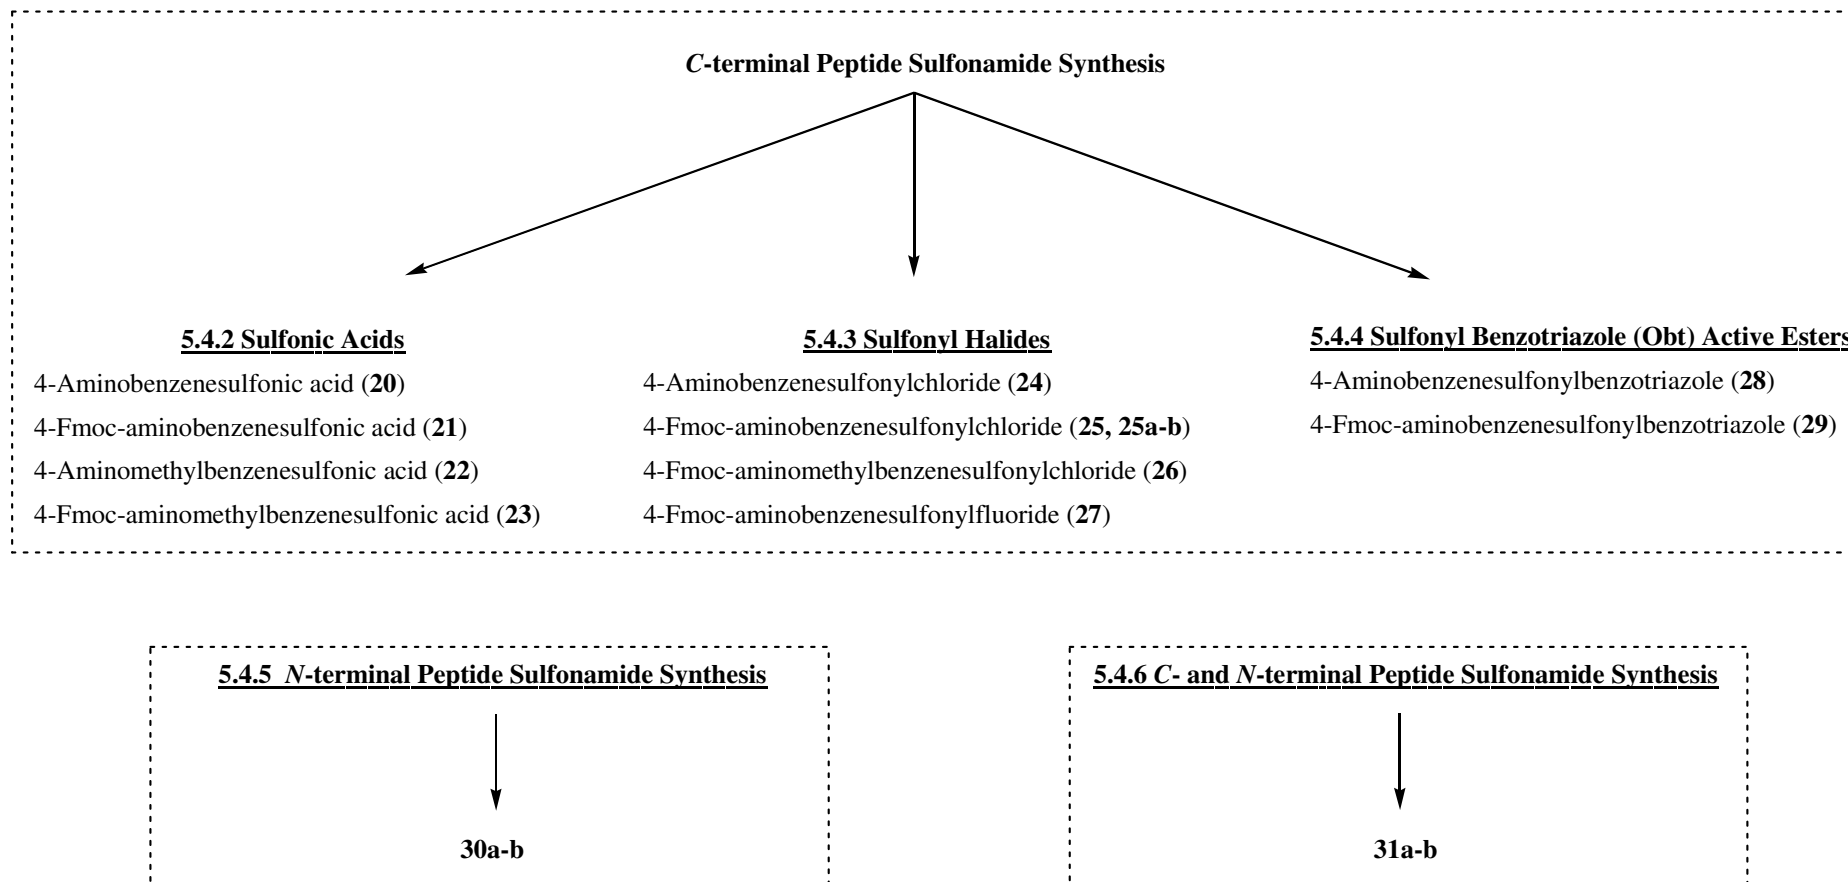 C-terminal Peptide Sulfonamide Synthesis
5.4.2 Sulfonic Acids
4-Aminobenzenesulfonic acid (20)
4-Fmoc-aminobenzenesulfonic acid (21)
4-Aminomethylbenzenesulfonic acid (22)
4-Fmoc-aminomethylbenzenesulfonic acid (23)
5.4.3 Sulfonyl Halides
4-Aminobenzenesulfonylchloride (24)
4-Fmoc-aminobenzenesulfonylchloride (25, 25a-b)
4-Fmoc-aminomethylbenzenesulfonylchloride (26)
4-Fmoc-aminobenzenesulfonylfluoride (27)
5.4.4 Sulfonyl Benzotriazole (Obt) Active Esters
4-Aminobenzenesulfonylbenzotriazole (28)
4-Fmoc-aminobenzenesulfonylbenzotriazole (29)
5.4.5 N-terminal Peptide Sulfonamide Synthesis
30a-b
5.4.6 C- and N-terminal Peptide Sulfonamide Synthesis
31a-b